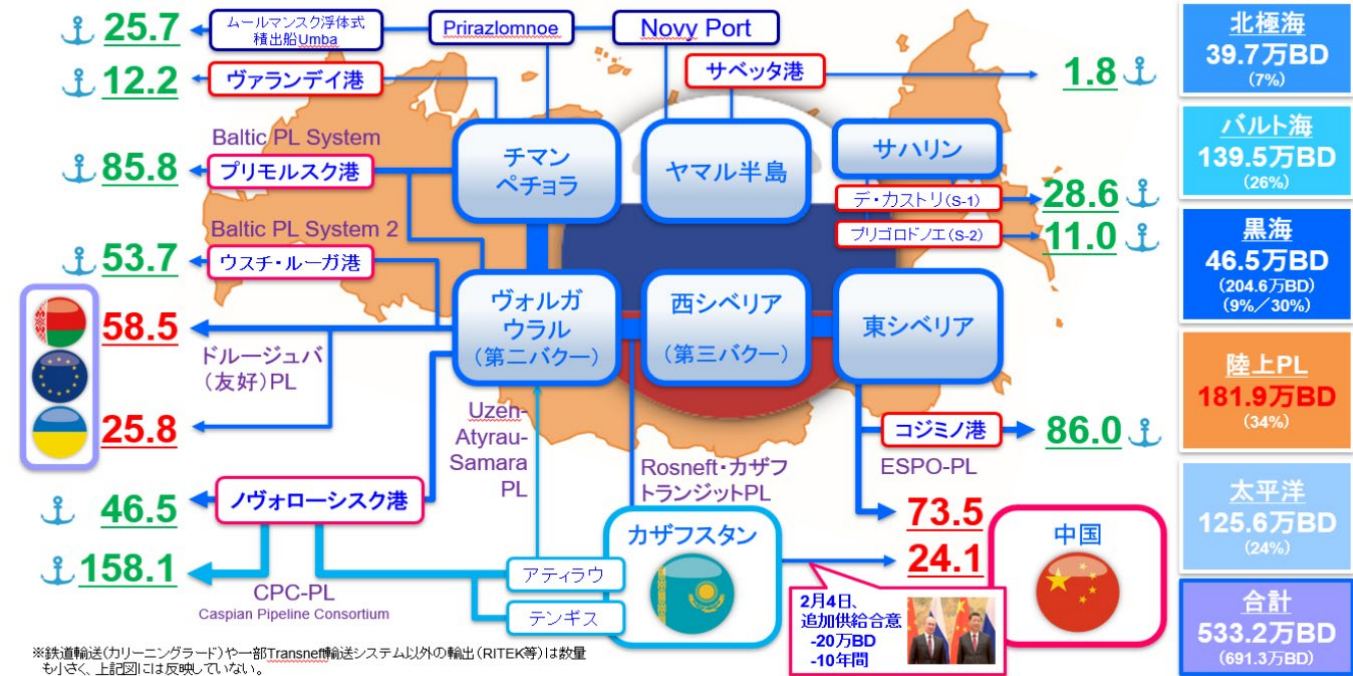 25.7
ムールマンスク浮体式
積出船Umba
Prirazlomnoe
Novy Port
12.2
ヴァランデイ港
サベッタ港
1.8
Baltic PL System
85.8
プリモルスク港
チマン
ペチョラ
ヤマル半島
サハリン
デ・カストリ(S-1)
28.6
プリゴロドノエ(S-2)
11.0
Baltic PL System 2
53.7
ウスチ・ルーガ港
58.5
ドルージュバ
(友好)PL
25.8
ヴォルガ
ウラル
(第二バクー)
西シベリア
(第三バクー)
東シベリア
Uzen-
Atyrau-
Samara
PL
Rosneft・カザフ
トランジットPL
コジミノ港
86.0
ESPO-PL
46.5
ノヴォローシスク港
158.1
CPC-PL
Caspian Pipeline Consortium
アティラウ
テンギス
カザフスタン
73.5
24.1
中国
2月4日、
追加供給合意
-20万BD
-10年間
北極海
39.7万BD
(7%)
バルト海
139.5万BD
(26%)
黒海
46.5万BD
(204.6万BD)
(9%/30%)
陸上PL
181.9万BD
(34%)
太平洋
125.6万BD
(24%)
合計
533.2万BD
(691.3万BD)
※鉄道輸送(カリーニングラード)や一部Transneft輸送システム以外の輸出(RITEK等)は数量
も小さく、上記図には反映していない。